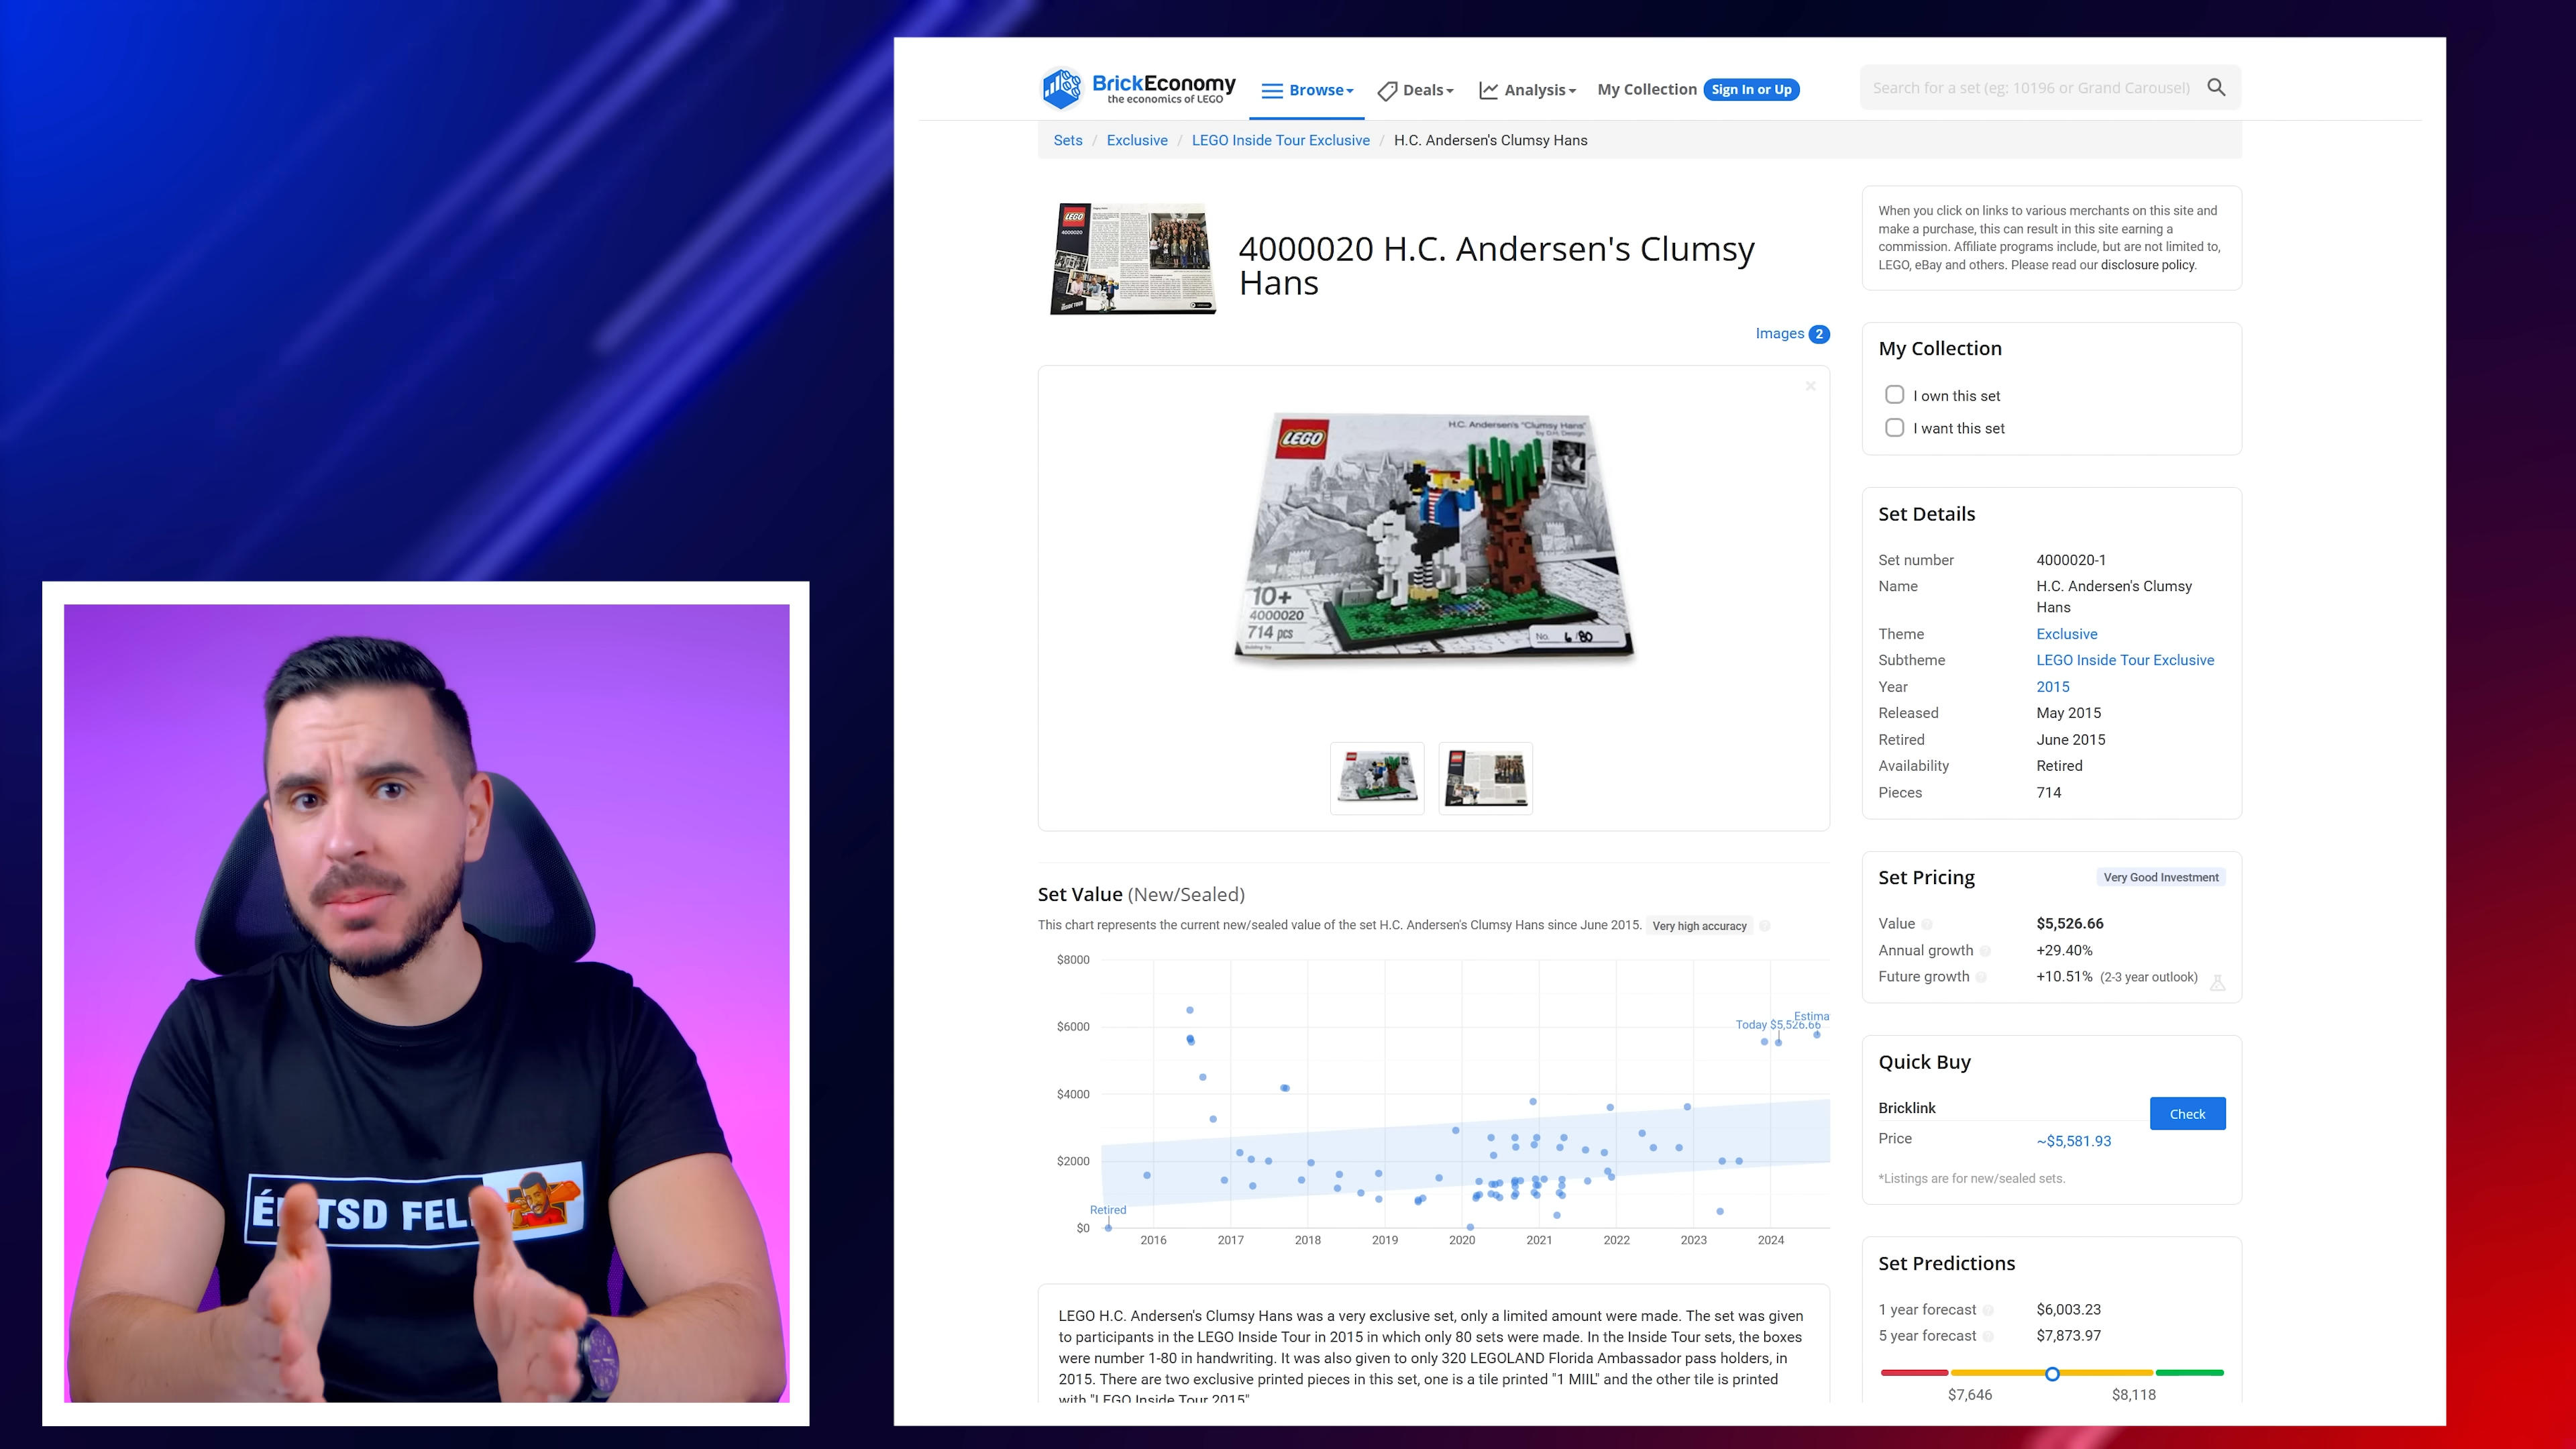 BrickEconomy
the economics of LEGO
Browse
Deals
Analysis
My Collection
Sign In or Up
Search for a set (eg: 10196 or Grand Carousel)
Sets / Exclusive / LEGO Inside Tour Exclusive / H.C. Andersen's Clumsy Hans
LEGO
4000020
4000020 H.C. Andersen's Clumsy
Hans
Images 2
LEGO
H.C. Andersen's "Clumsy Hans"
10+
4000020
714 pcs
No. 6/80
Set Value (New/Sealed)
This chart represents the current new/sealed value of the set H.C. Andersen's Clumsy Hans since June 2015. Very high accuracy
$8000
$6000
$4000
$2000
$0
Estima
Today $5,526.66
Retired
2016 2017 2018 2019 2020 2021 2022 2023 2024
LEGO H.C. Andersen's Clumsy Hans was a very exclusive set, only a limited amount were made. The set was given
to participants in the LEGO Inside Tour in 2015 in which only 80 sets were made. In the Inside Tour sets, the boxes
were number 1-80 in handwriting. It was also given to only 320 LEGOLAND Florida Ambassador pass holders, in
2015. There are two exclusive printed pieces in this set, one is a tile printed "1 MIIL" and the other tile is printed
with "LEGO Inside Tour 2015"
When you click on links to various merchants on this site and
make a purchase, this can result in this site earning a
commission. Affiliate programs include, but are not limited to,
LEGO, eBay and others. Please read our disclosure policy.
My Collection
I own this set
I want this set
Set Details
Set number 4000020-1
Name H.C. Andersen's Clumsy
Hans
Theme Exclusive
Subtheme LEGO Inside Tour Exclusive
Year 2015
Released May 2015
Retired June 2015
Availability Retired
Pieces 714
Set Pricing
Very Good Investment
Value $5,526.66
Annual growth +29.40%
Future growth +10.51% (2-3 year outlook)
Quick Buy
Bricklink
Check
Price ~$5,581.93
*Listings are for new/sealed sets.
Set Predictions
1 year forecast $6,003.23
5 year forecast $7,873.97
$7,646 $8,118
TSD FEL